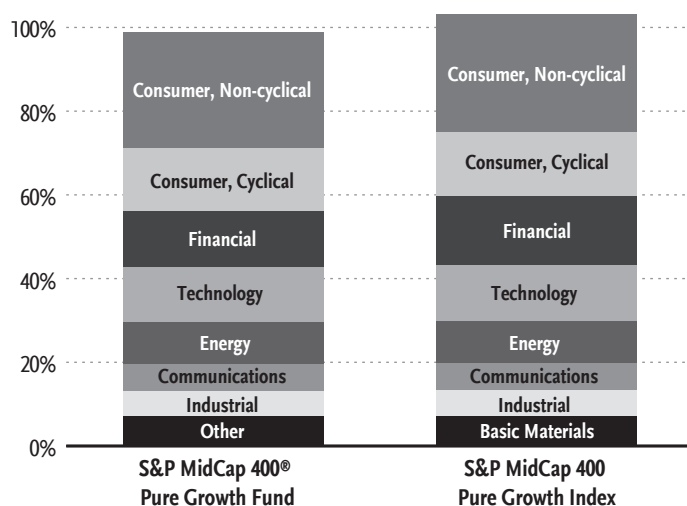 100%
80%
60%
40%
20%
0%
Consumer, Non-cyclical
Consumer, Cyclical
Financial
Technology
Energy
Communications
Industrial
Other
Consumer, Non-cyclical
Consumer, Cyclical
Financial
Technology
Energy
Communications
Industrial
Basic Materials
S&P MidCap 400®
Pure Growth Fund
S&P MidCap 400
Pure Growth Index